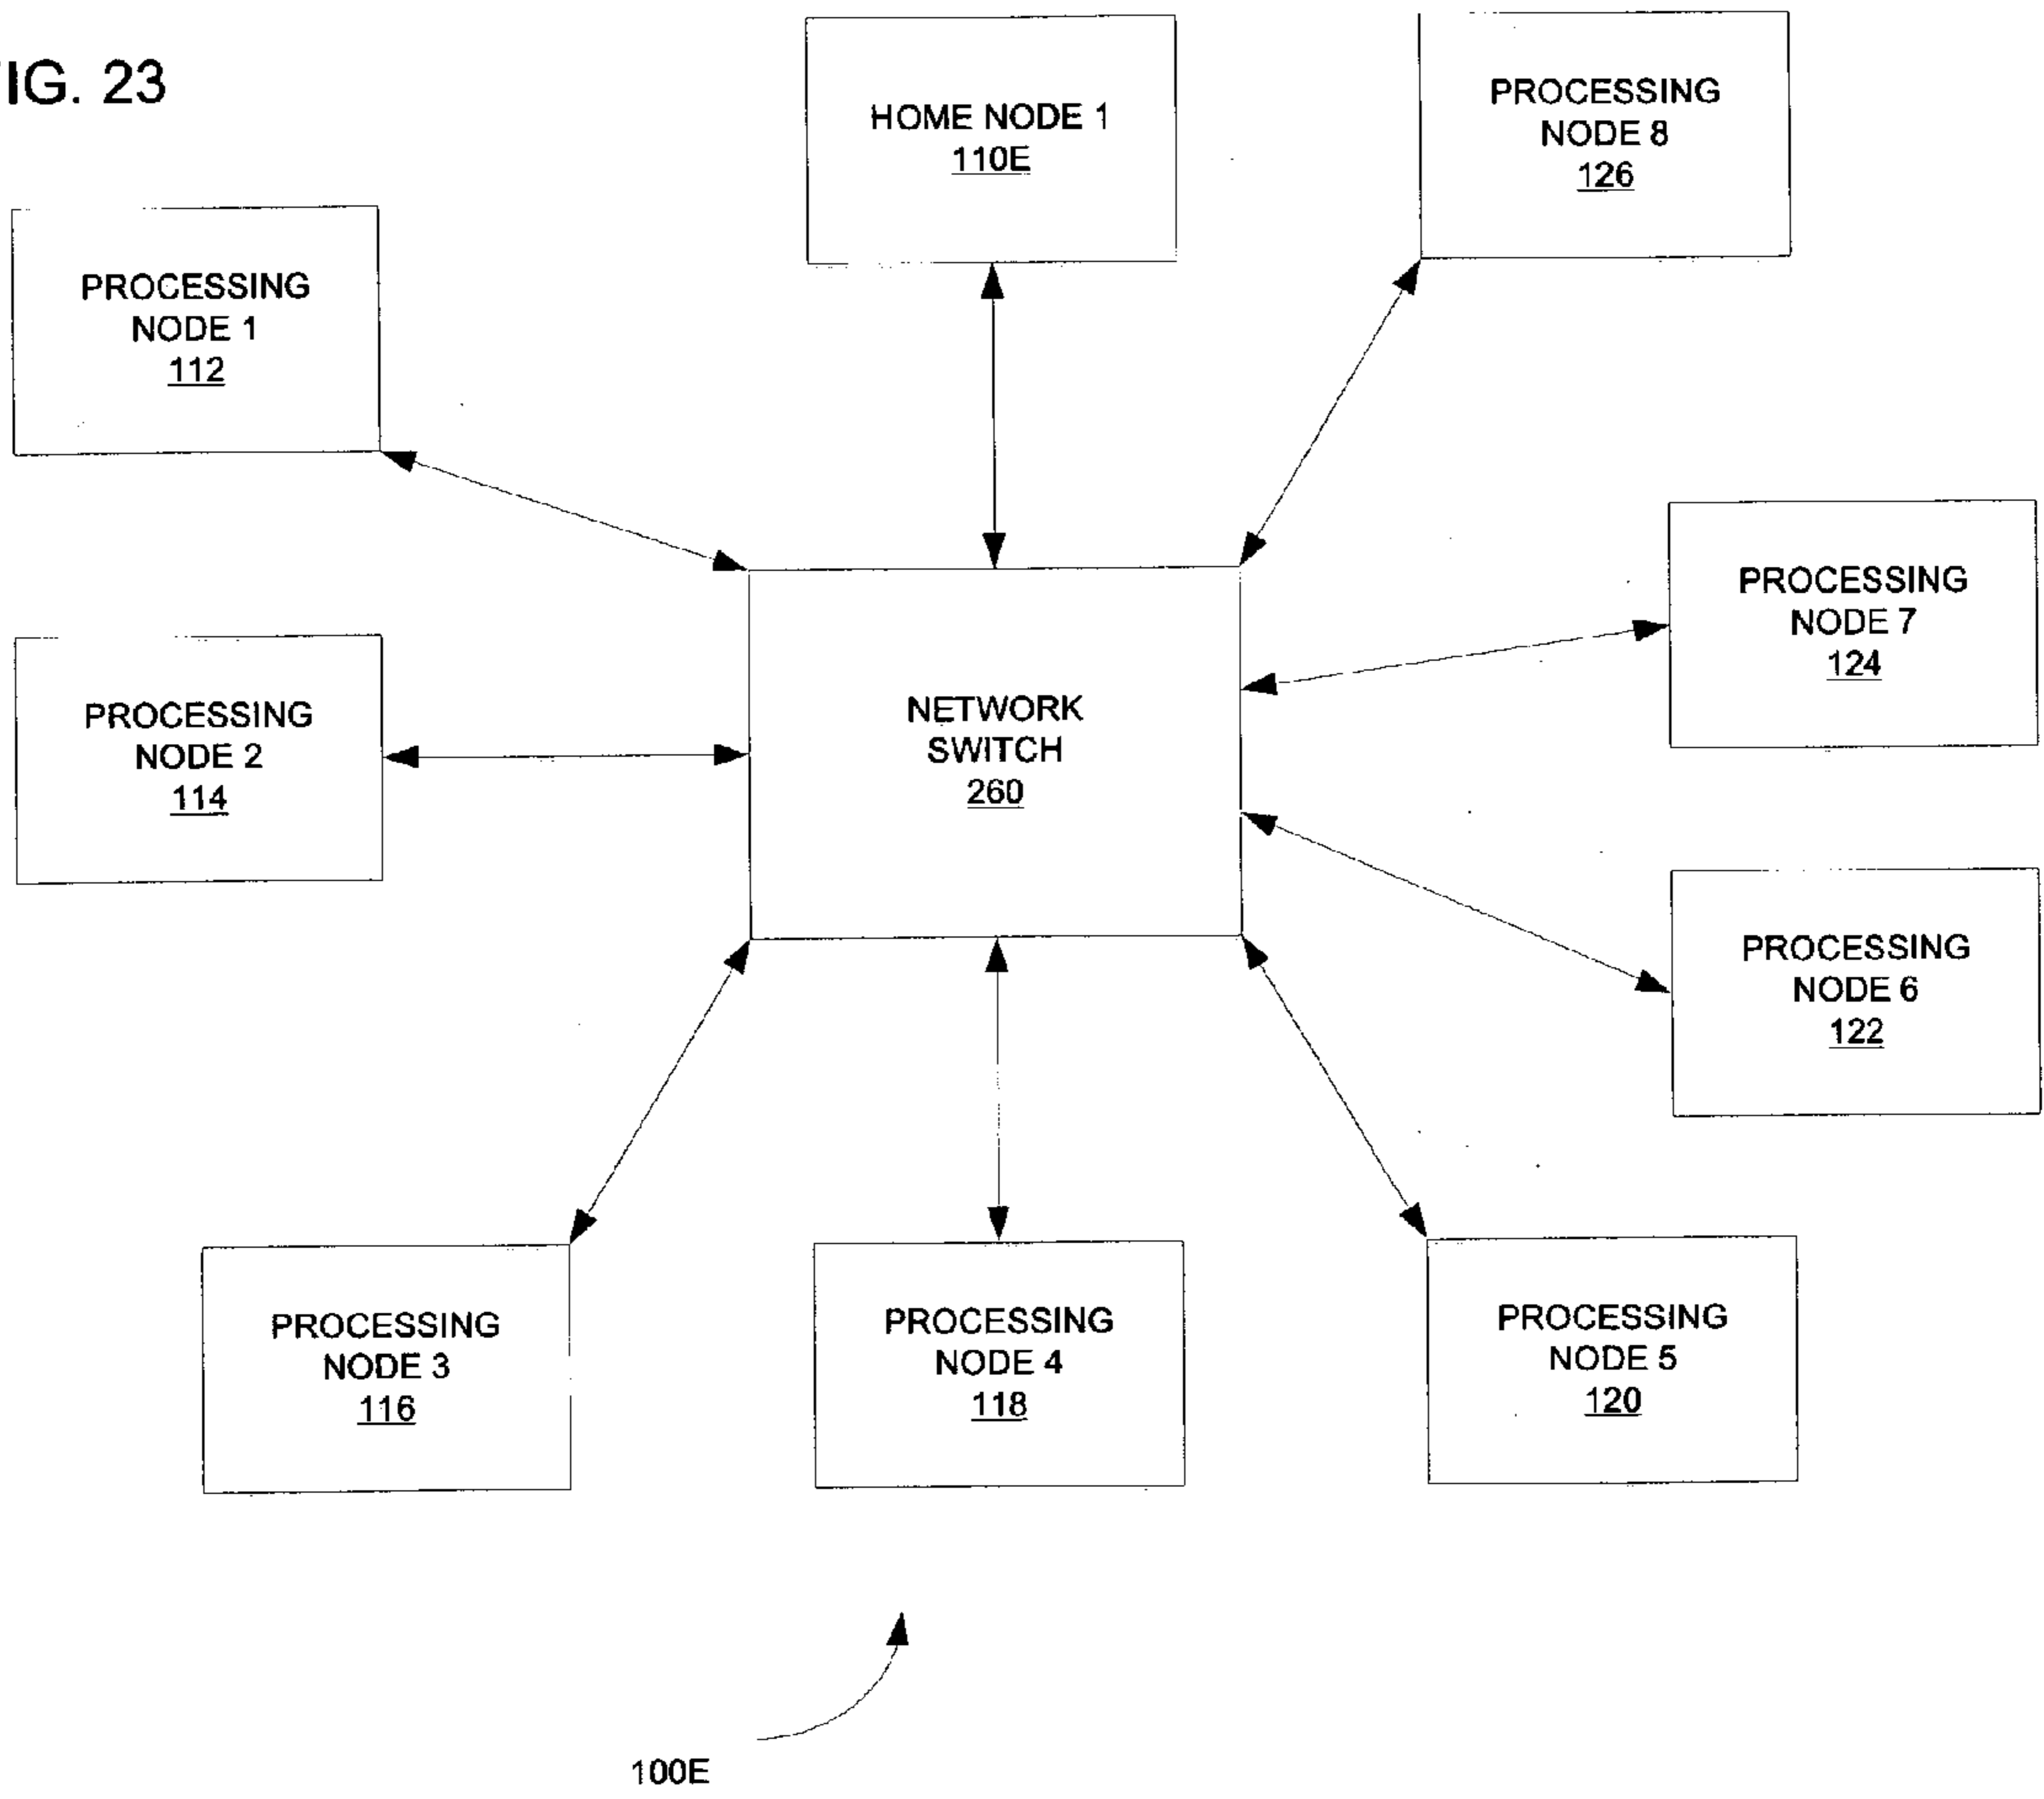 IG. 23
HOME NODE 1
110E
PROCESSING
NODE 8
126
PROCESSING
NODE 1
112
PROCESSING
NODE 7
124
PROCESSING
NODE 2
114
NETWORK
SWITCH
260
PROCESSING
NODE 6
122
PROCESSING
NODE 3
116
PROCESSING
NODE 4
118
PROCESSING
NODE 5
120
100E